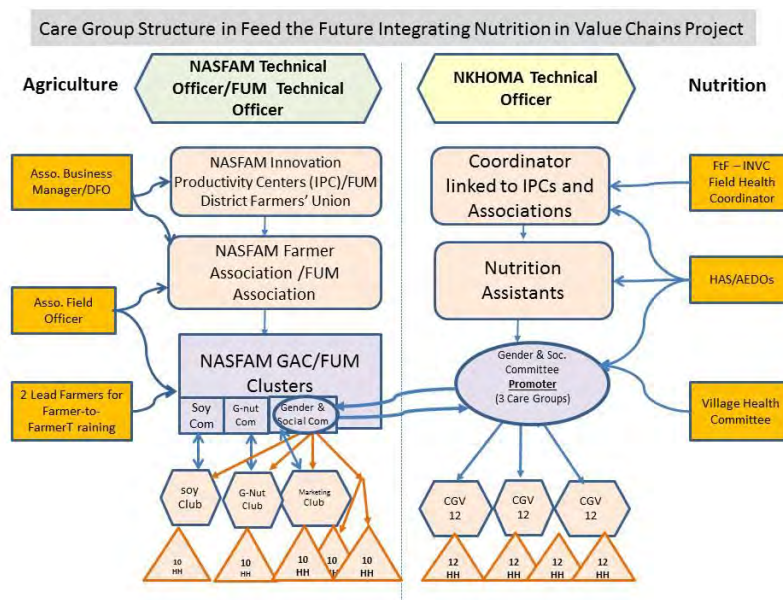 Care Group Structure in Feed the Future Integrating Nutrition in Value Chains Project
Agriculture
NASFAM Technical
Officer/FUM Technical
Officer
NKHOMA Technical
Officer
Nutrition
Asso. Business
Manager/DFO
NASFAM Innovation
Productivity Centers (IPC)/FUM
District Farmers' Union
Coordinator
linked to IPCs and
Associations
FtF – INVC
Field Health
Coordinator
NASFAM Farmer
Association /FUM
Association
Nutrition
Assistants
HAS/AEDOs
Asso. Field
Officer
NASFAM GAC/FUM
Clusters
Gender & Soc.
Committee
Promoter
(3 Care Groups)
2 Lead Farmers for
Farmer-to-
FarmerT raining
Soy
Com
G-nut
Com
Gender &
Social Com
Village Health
Committee
soy
Club
G-Nut
Club
Marketing
Club
CGV
12
CGV
12
CGV
12
10
HH
10
HH
10
HH
10
HH
10
HH
12
HH
12
HH
12
HH
12
HH